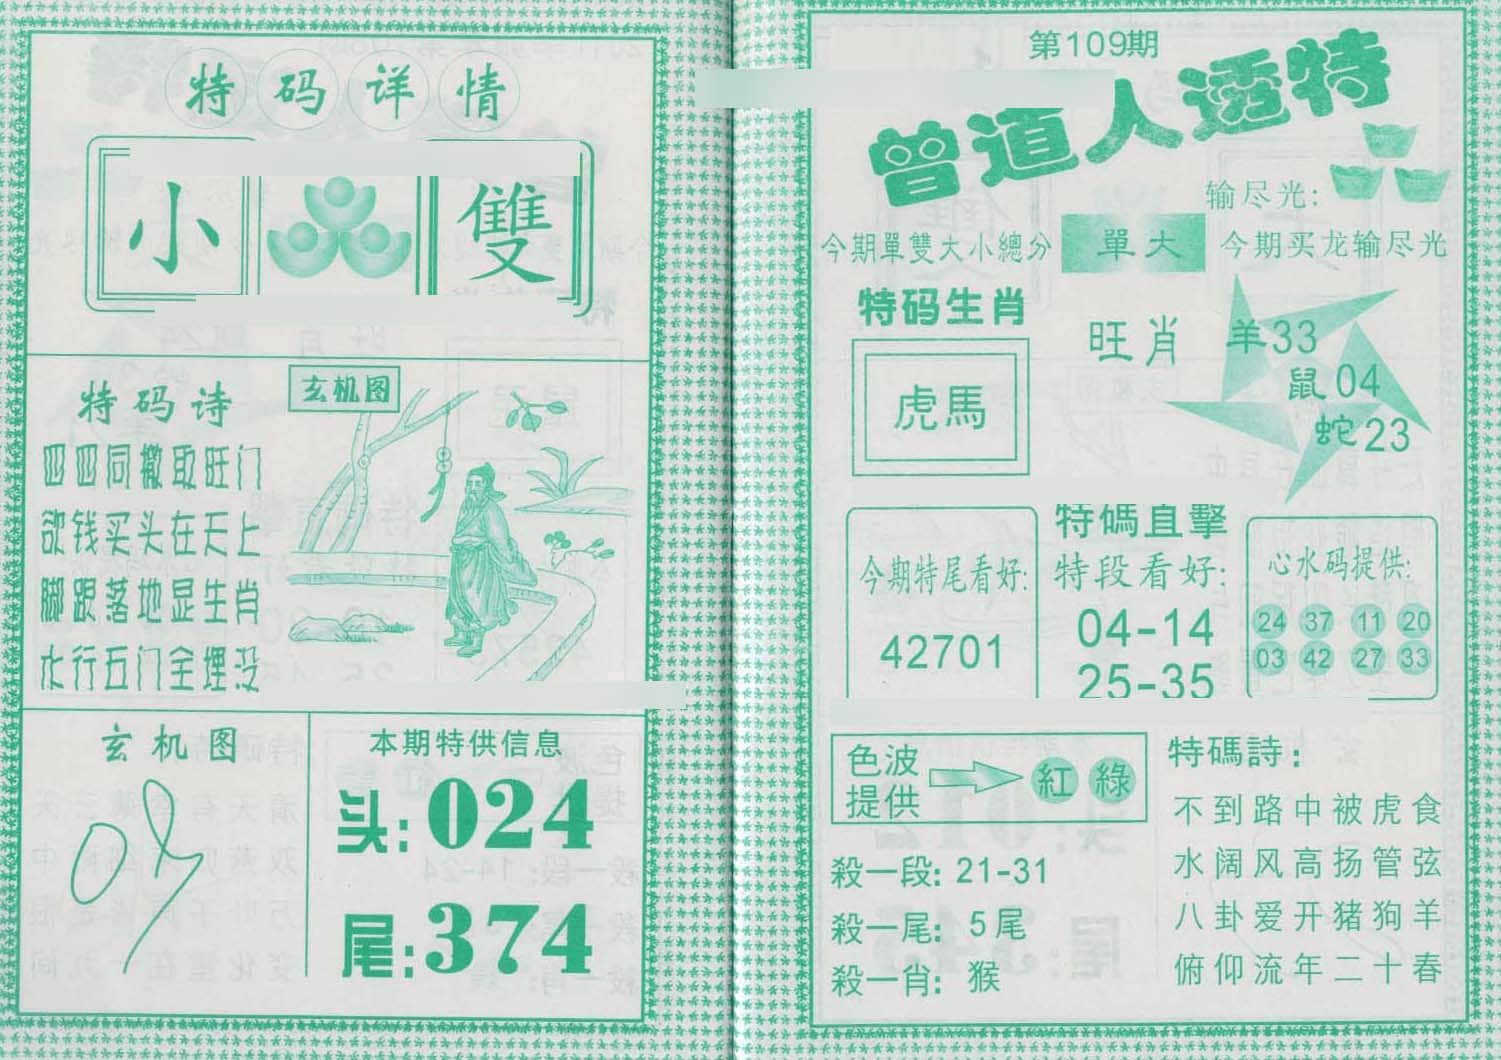 特码详情
小 雙
特码诗
四四同撤取旺门
欲钱买头在天上
脚跟落地显生肖
水行五门全埋没
玄机图
玄机图
本期特供信息
头:024
尾:374
第109期
曾道人透特
输尽光:
今期單雙大小總分 單大 今期买龙输尽光
特码生肖
虎馬
旺肖
羊33
鼠04
蛇23
今期特尾看好:
42701
特碼直擊
特段看好:
04-14
25-35
心水码提供:
24 37 11 20
03 42 27 33
色波
提供
紅 綠
殺一段: 21-31
殺一尾: 5尾
殺一肖: 猴
特碼詩:
不到路中被虎食
水阔风高扬管弦
八卦爱开猪狗羊
俯仰流年二十春